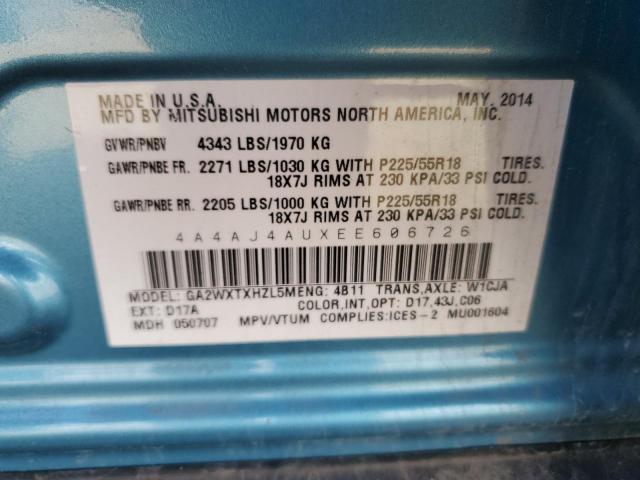 MADE IN U.S.A. MAY. 2014
MFD BY MITSUBISHI MOTORS NORTH AMERICA, INC.
GVWR/PNBV 4343 LBS/1970 KG
GAWR/PNBE FR. 2271 LBS/1030 KG WITH P225/55R18 TIRES.
18X7J RIMS AT 230 KPA/33 PSI COLD.
GAWR/PNBE RR. 2205 LBS/1000 KG WITH P225/55R18 TIRES.
18X7J RIMS AT 230 KPA/33 PSI COLD.
4A4AJ4AUXEE606726
MODEL: GA2WXTXHZL5MENG: 4B11 TRANS,AXLE: W1CJA
EXT: D17A COLOR,INT,OPT: D17,43J,C06
MDH 050707 MPV/VTUM COMPLIES:ICES-2 MU001604